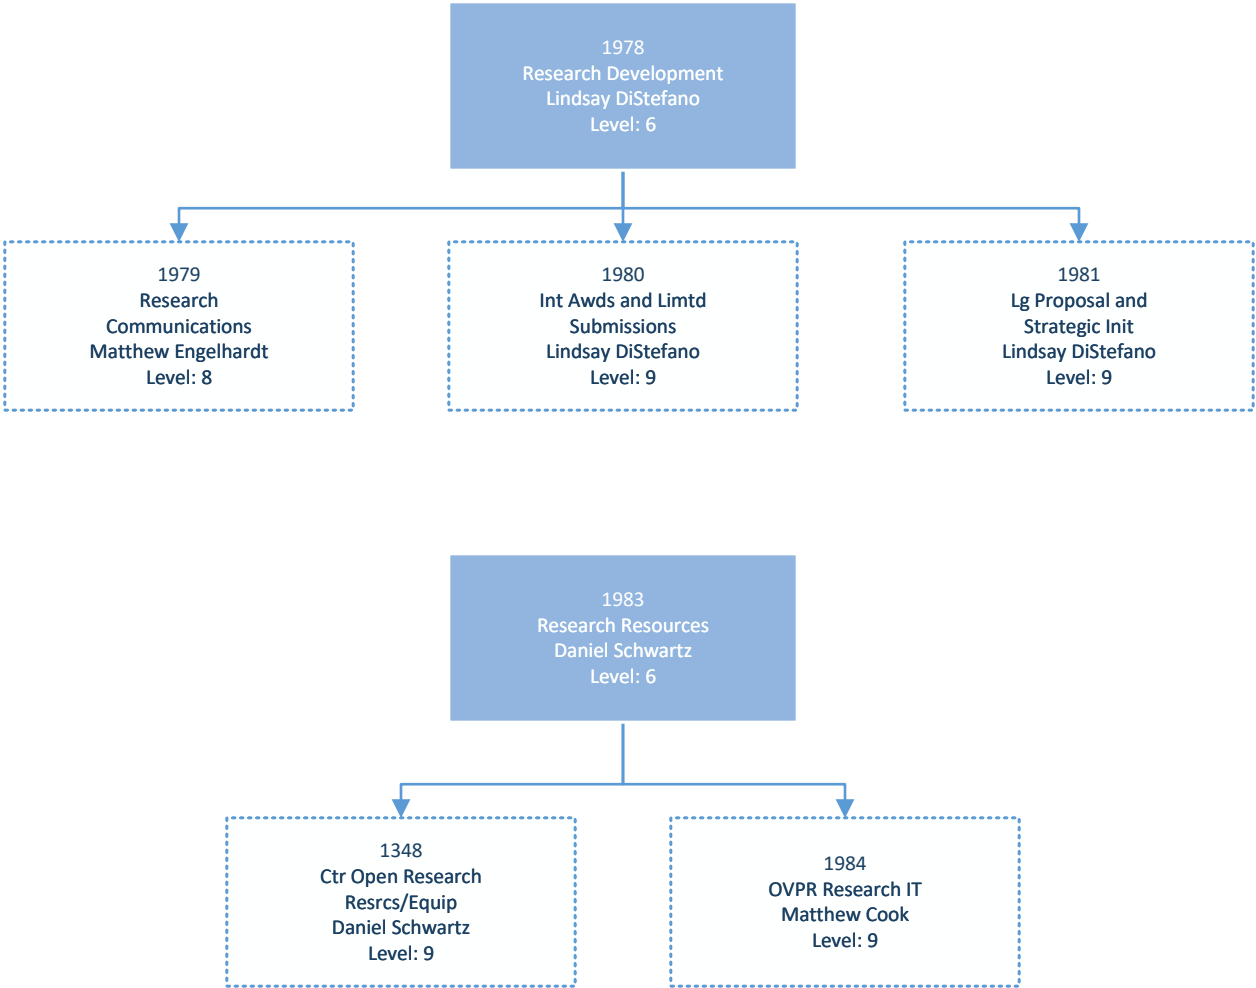 1978
Research Development
Lindsay DiStefano
Level: 6
1979
Research
Communications
Matthew Engelhardt
Level: 8
1980
Int Awds and Limtd
Submissions
Lindsay DiStefano
Level: 9
1981
Lg Proposal and
Strategic Init
Lindsay DiStefano
Level: 9
1983
Research Resources
Daniel Schwartz
Level: 6
1348
Ctr Open Research
Resrcs/Equip
Daniel Schwartz
Level: 9
1984
OVPR Research IT
Matthew Cook
Level: 9